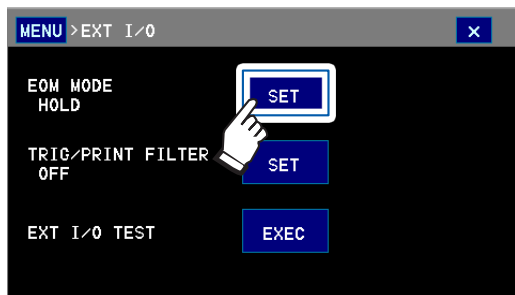 MENU >EXT I/O ×
EOM MODE
HOLD
SET
TRIG/PRINT FILTER
OFF
SET
EXT I/O TEST
EXEC